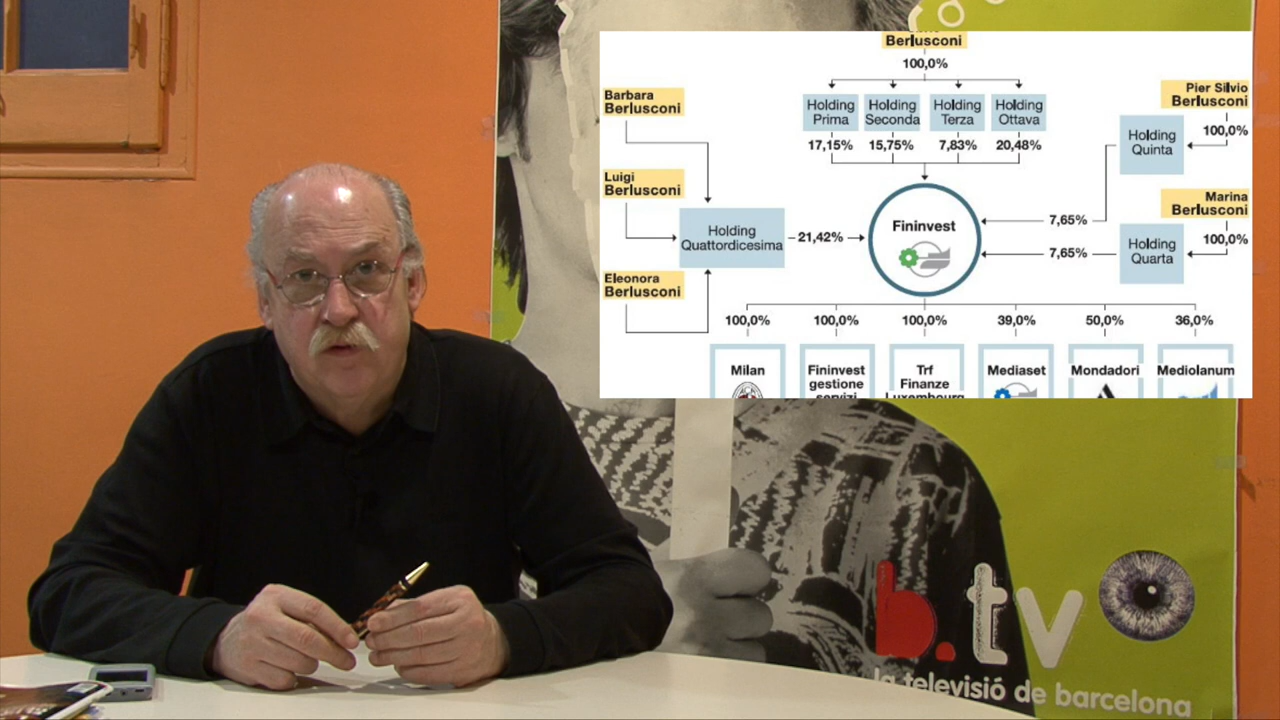 Berlusconi
100,0%
Barbara
Berlusconi
Luigi
Berlusconi
Eleonora
Berlusconi
Holding
Quattordicesima
21,42%
Holding
Prima
17,15%
Holding
Seconda
15,75%
Holding
Terza
7,83%
Holding
Ottava
20,48%
Fininvest
Pier Silvio
Berlusconi
100,0%
Holding
Quinta
7,65%
Marina
Berlusconi
100,0%
Holding
Quarta
7,65%
100,0%
Milan
100,0%
Fininvest
gestione
servizi
100,0%
Trf
Finanze
Luxembourg
39,0%
Mediaset
50,0%
Mondadori
36,0%
Mediolanum
b.tv
la televisió de barcelona